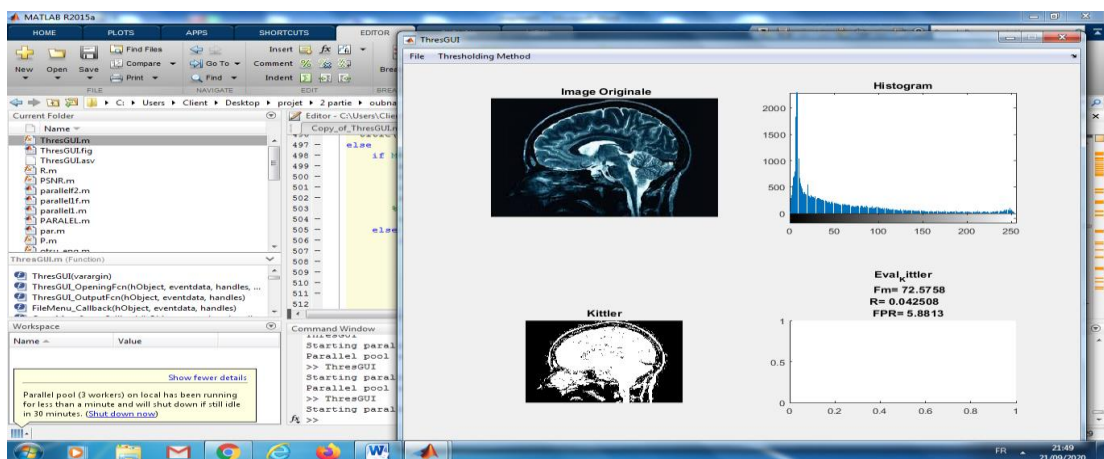 MATLAB R2015a
HOME PLOTS APPS SHORTCUTS EDITOR
New Open Save Find Files Compare Print Go To Find Insert fx Comment Indent
FILE NAVIGATE EDIT
C: Users Client Desktop projet 2 partie
Current Folder
Name
ThresGUI.m
ThresGUI.fig
ThresGUI.asv
R.m
PSNR.m
parallelf2.m
parallel1f.m
parallel1.m
PARALEL.m
par.m
P.m
ThresGUI.m (Function)
ThresGUI(varargin)
ThresGUI_OpeningFcn(hObject, eventdata, handles, ...
ThresGUI_OutputFcn(hObject, eventdata, handles)
FileMenu_Callback(hObject, eventdata, handles)
Workspace
Name Value
Show fewer details
Parallel pool (3 workers) on local has been running
for less than a minute and will shut down if still idle
in 30 minutes. (Shut down now)
Editor - C:\Users\Clie
Copy_of_ThresGUI.m
497 - else
498 - if
499 -
500 -
501 -
502 -
503
504 -
505 - else
506 -
507 -
508 -
509 -
510 -
511 -
512
Command Window
Starting paral
Parallel pool
>> ThresGUI
Starting paral
Parallel pool
>> ThresGUI
Starting paral
fx >>
ThresGUI
File Thresholding Method
Image Originale
Histogram
2000
1500
1000
500
0
0 50 100 150 200 250
Kittler
Eval_Kittler
Fm= 72.5758
R= 0.042508
FPR= 5.8813
1
0.5
0
0 0.2 0.4 0.6 0.8 1
FR
21:49
21/09/2020